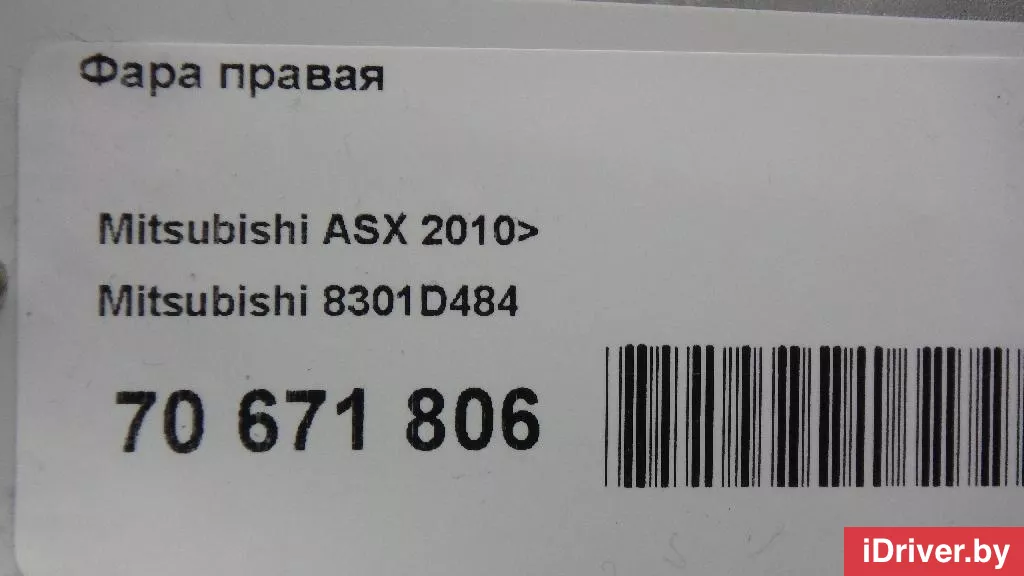 Фара правая
Mitsubishi ASX 2010>
Mitsubishi 8301D484
70 671 806
iDriver.by